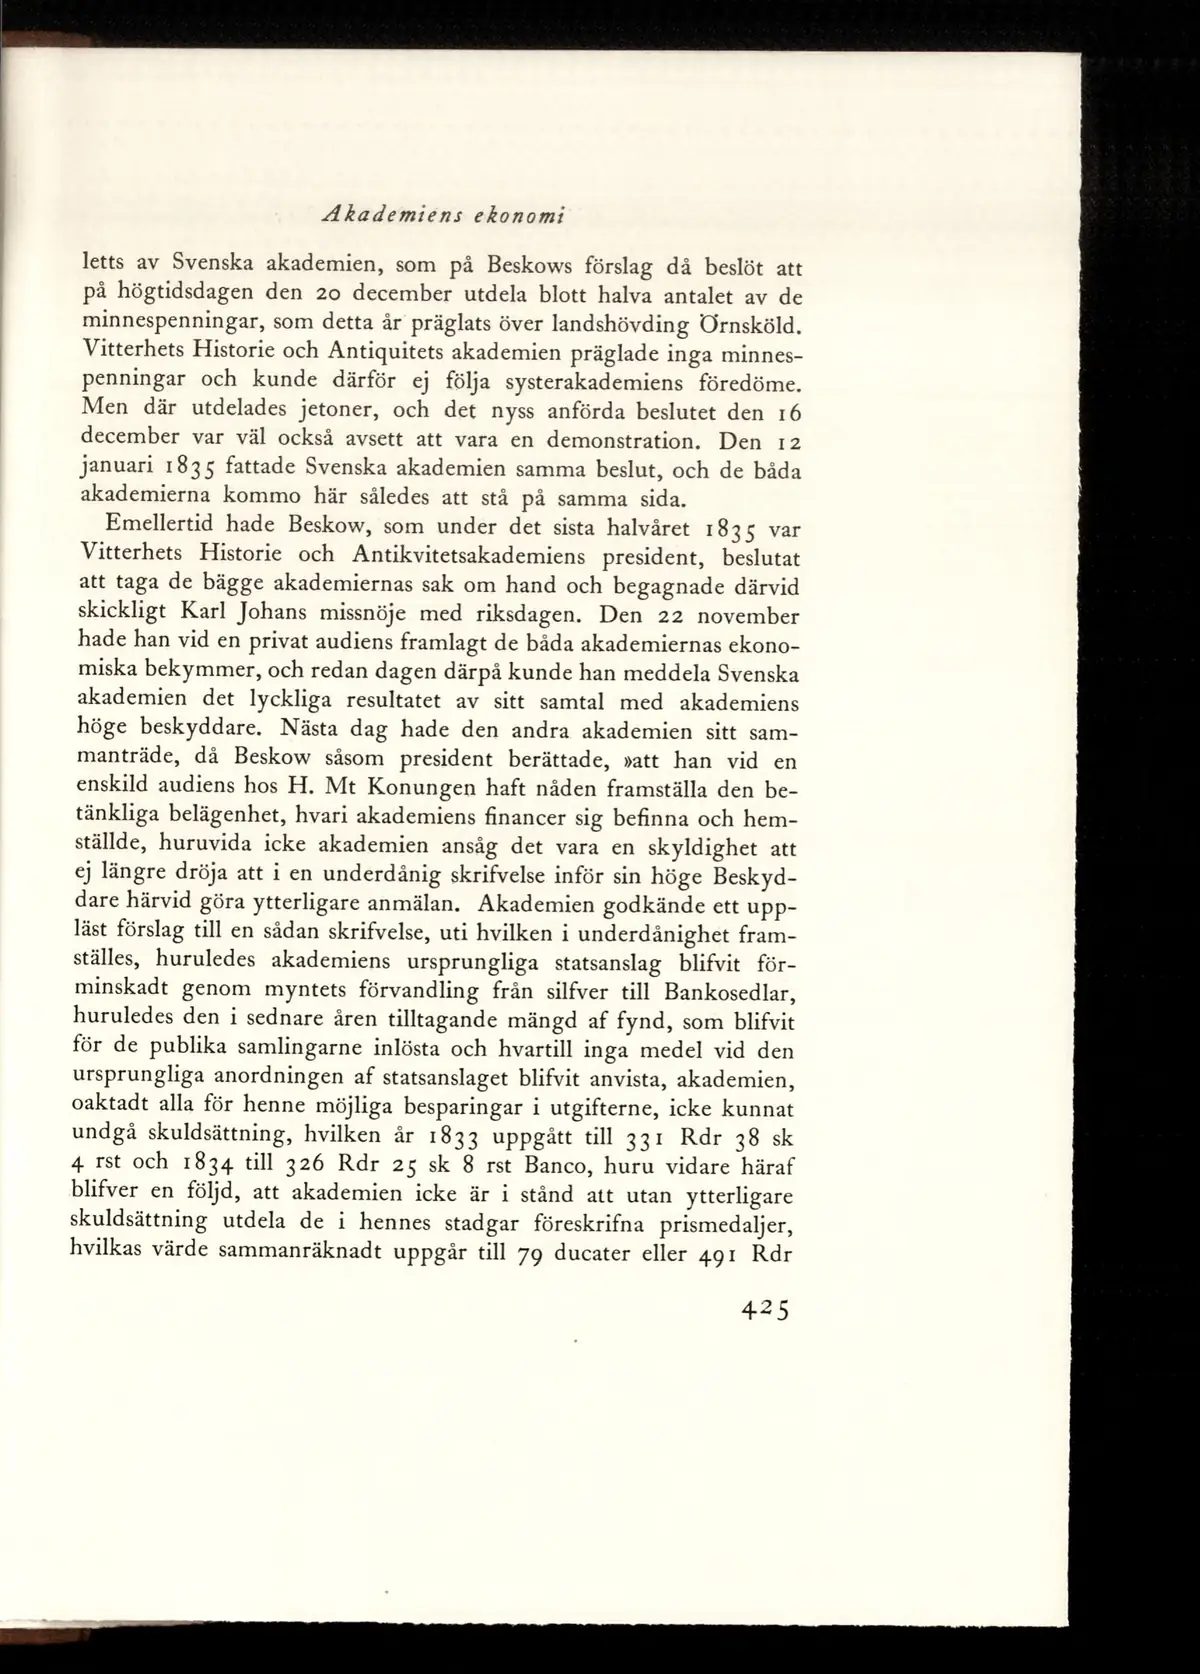 Akademiens ekonomi
letts av Svenska akademien, som på Beskows förslag då beslöt att
på högtidsdagen den 20 december utdela blott halva antalet av de
minnespenningar, som detta år präglats över landshövding Örnsköld.
Vitterhets Historie och Antiquitets akademien präglade inga minnes-
penningar och kunde därför ej följa systerakademiens föredöme.
Men där utdelades jetoner, och det nyss anförda beslutet den 16
december var väl också avsett att vara en demonstration. Den 12
januari 1835 fattade Svenska akademien samma beslut, och de båda
akademierna kommo här således att stå på samma sida.
Emellertid hade Beskow, som under det sista halvåret 1835 var
Vitterhets Historie och Antikvitetsakademiens president, beslutat
att taga de bägge akademiernas sak om hand och begagnade därvid
skickligt Karl Johans missnöje med riksdagen. Den 22 november
hade han vid en privat audiens framlagt de båda akademiernas ekono-
miska bekymmer, och redan dagen därpå kunde han meddela Svenska
akademien det lyckliga resultatet av sitt samtal med akademiens
höge beskyddare. Nästa dag hade den andra akademien sitt sam-
manträde, då Beskow såsom president berättade, »att han vid en
enskild audiens hos H. Mt Konungen haft nåden framställa den be-
tänkliga belägenhet, hvari akademiens financer sig befinna och hem-
ställde, huruvida icke akademien ansåg det vara en skyldighet att
ej längre dröja att i en underdånig skrifvelse inför sin höge Beskyd-
dare härvid göra ytterligare anmälan. Akademien godkände ett upp-
läst förslag till en sådan skrifvelse, uti hvilken i underdånighet fram-
ställes, huruledes akademiens ursprungliga statsanslag blifvit för-
minskadt genom myntets förvandling från silfver till Bankosedlar,
huruledes den i sednare åren tilltagande mängd af fynd, som blifvit
för de publika samlingarne inlösta och hvartill inga medel vid den
ursprungliga anordningen af statsanslaget blifvit anvista, akademien,
oaktadt alla för henne möjliga besparingar i utgifterne, icke kunnat
undgå skuldsättning, hvilken år 1833 uppgått till 331 Rdr 38 sk
4 rst och 1834 till 326 Rdr 25 sk 8 rst Banco, huru vidare häraf
blifver en följd, att akademien icke är i stånd att utan ytterligare
skuldsättning utdela de i hennes stadgar föreskrifna prismedaljer,
hvilkas värde sammanräknadt uppgår till 79 ducater eller 491 Rdr
425